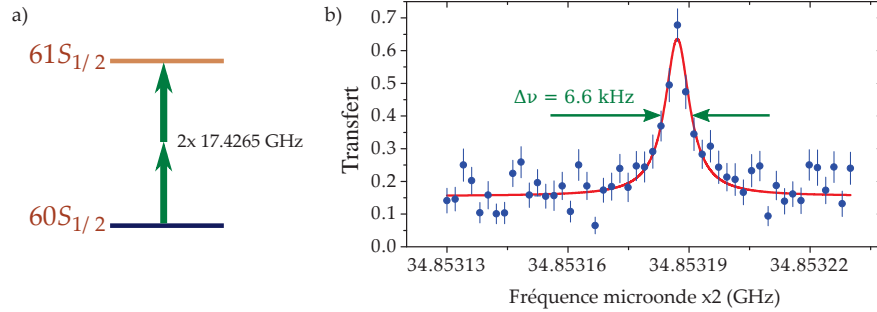 a)
61S1/2
2x 17.4265 GHz
60S1/2
b)
Transfert
0.7
0.6
0.5
0.4
0.3
0.2
0.1
0.0
Δν = 6.6 kHz
34.85313
34.85316
34.85319
34.85322
Fréquence microonde x2 (GHz)